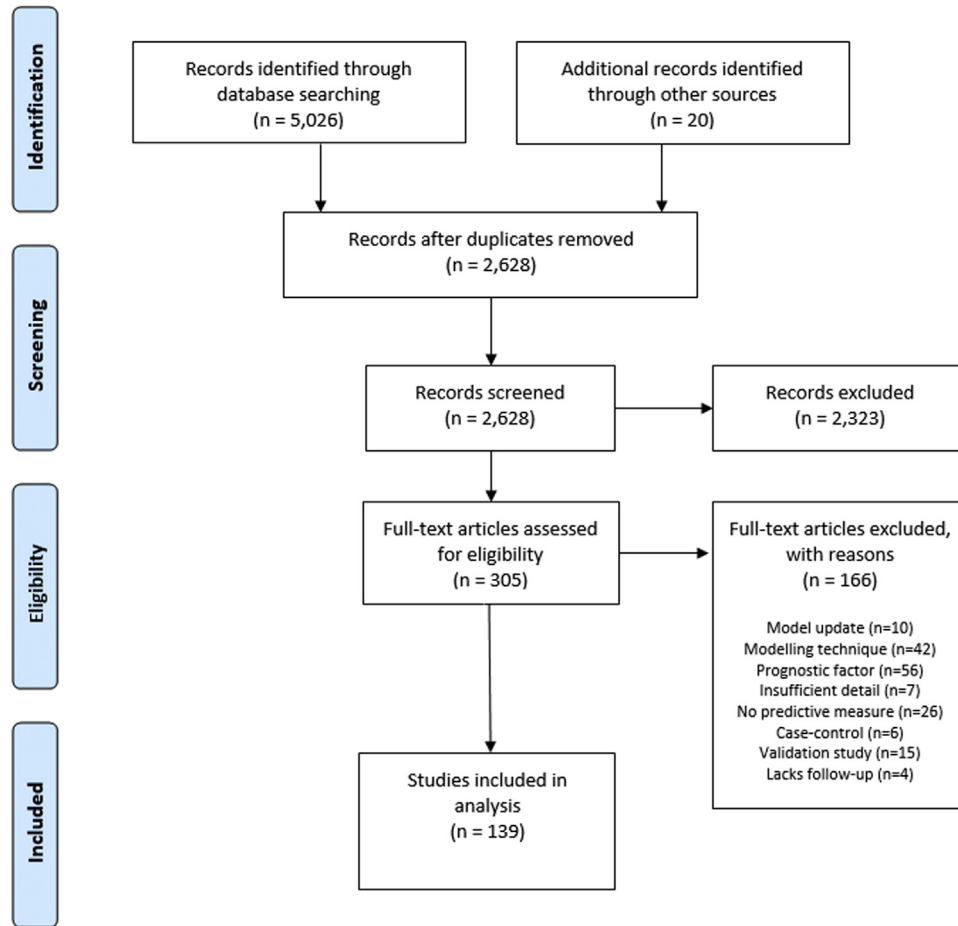 Identification
Records identified through
database searching
(n = 5,026)
Additional records identified
through other sources
(n = 20)
Records after duplicates removed
(n = 2,628)
Screening
Records screened
(n = 2,628)
Records excluded
(n = 2,323)
Eligibility
Full-text articles assessed
for eligibility
(n = 305)
Full-text articles excluded,
with reasons
(n = 166)
Model update (n=10)
Modelling technique (n=42)
Prognostic factor (n=56)
Insufficient detail (n=7)
No predictive measure (n=26)
Case-control (n=6)
Validation study (n=15)
Lacks follow-up (n=4)
Included
Studies included in
analysis
(n = 139)